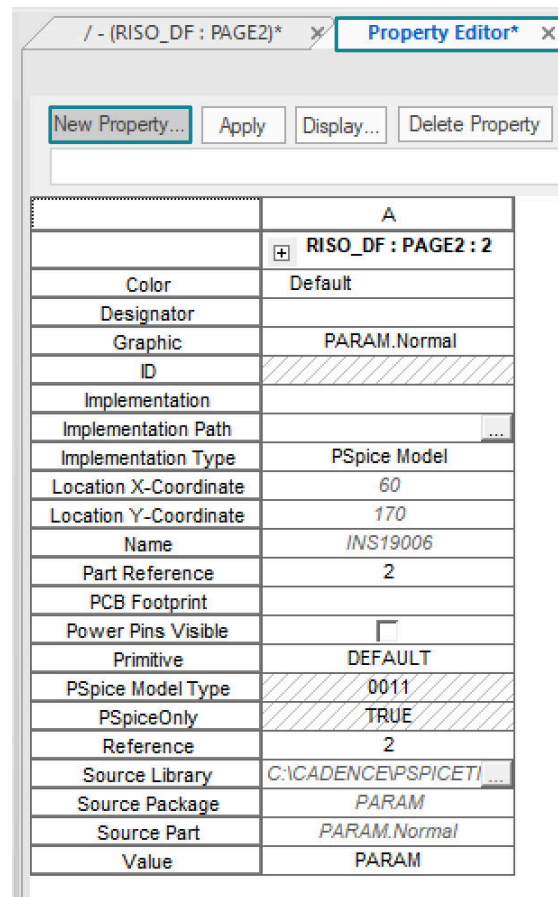 / - (RISO_DF : PAGE2)* × Property Editor* ×
New Property... Apply Display... Delete Property
A
+ RISO_DF : PAGE2 : 2
Color Default
Designator
Graphic PARAM.Normal
ID
Implementation
Implementation Path ...
Implementation Type PSpice Model
Location X-Coordinate 60
Location Y-Coordinate 170
Name INS19006
Part Reference 2
PCB Footprint
Power Pins Visible
Primitive DEFAULT
PSpice Model Type 0011
PSpiceOnly TRUE
Reference 2
Source Library C:\CADENCE\PSPICETI ...
Source Package PARAM
Source Part PARAM.Normal
Value PARAM